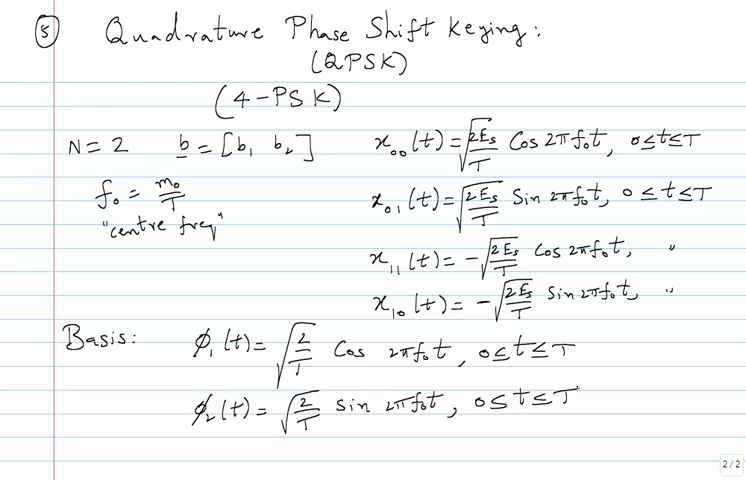 ⑤ Quadrature Phase Shift Keying:
(QPSK)
(4-PSK)
N = 2 b = [b₁ b₂] x₀₀(t) = √(2Eₛ/T) Cos 2πf₀t, 0≤t≤T
f₀ = m₀/T x₀₁(t) = √(2Eₛ/T) Sin 2πf₀t, 0≤t≤T
"centre freq"
x₁₁(t) = -√(2Eₛ/T) Cos 2πf₀t, "
x₁₀(t) = -√(2Eₛ/T) Sin 2πf₀t, "
Basis: φ₁(t) = √(2/T) Cos 2πf₀t, 0≤t≤T
φ₂(t) = √(2/T) Sin 2πf₀t, 0≤t≤T
2/2